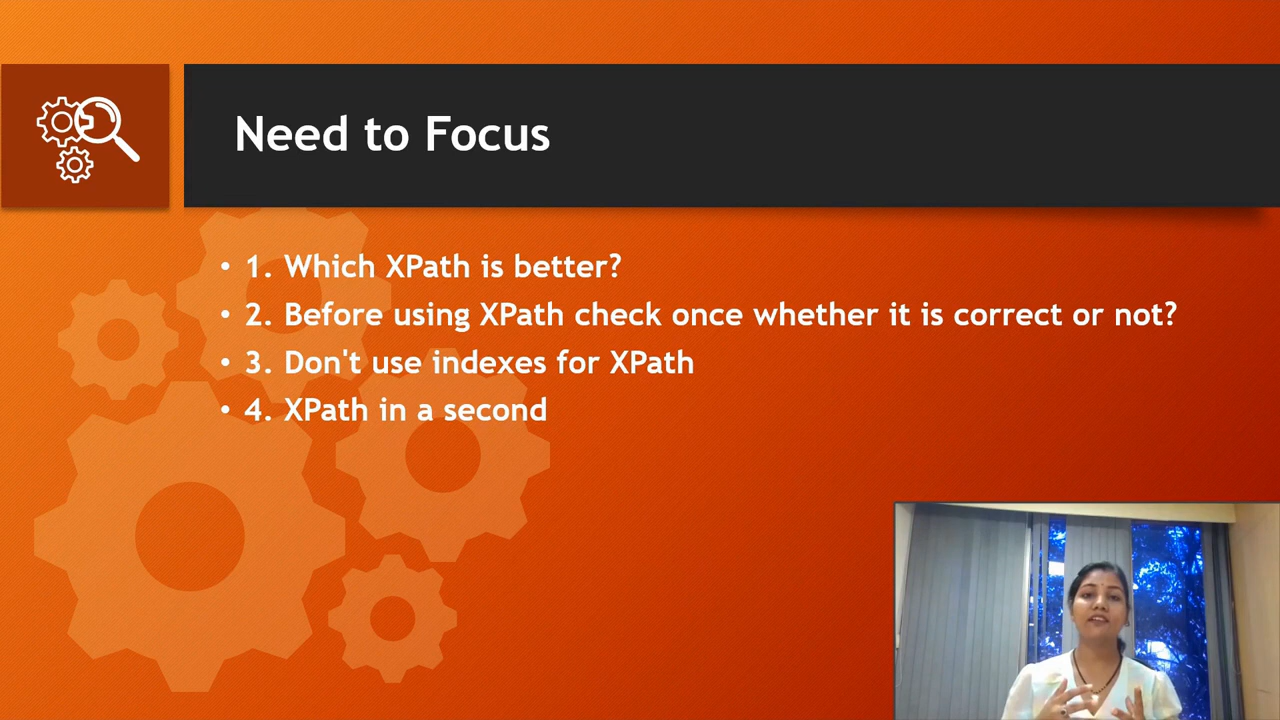 Need to Focus
• 1. Which XPath is better?
• 2. Before using XPath check once whether it is correct or not?
• 3. Don't use indexes for XPath
• 4. XPath in a second